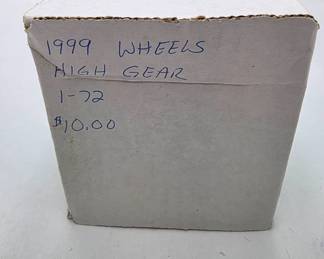 1999 WHEELS
HIGH GEAR
1-72
$10.00